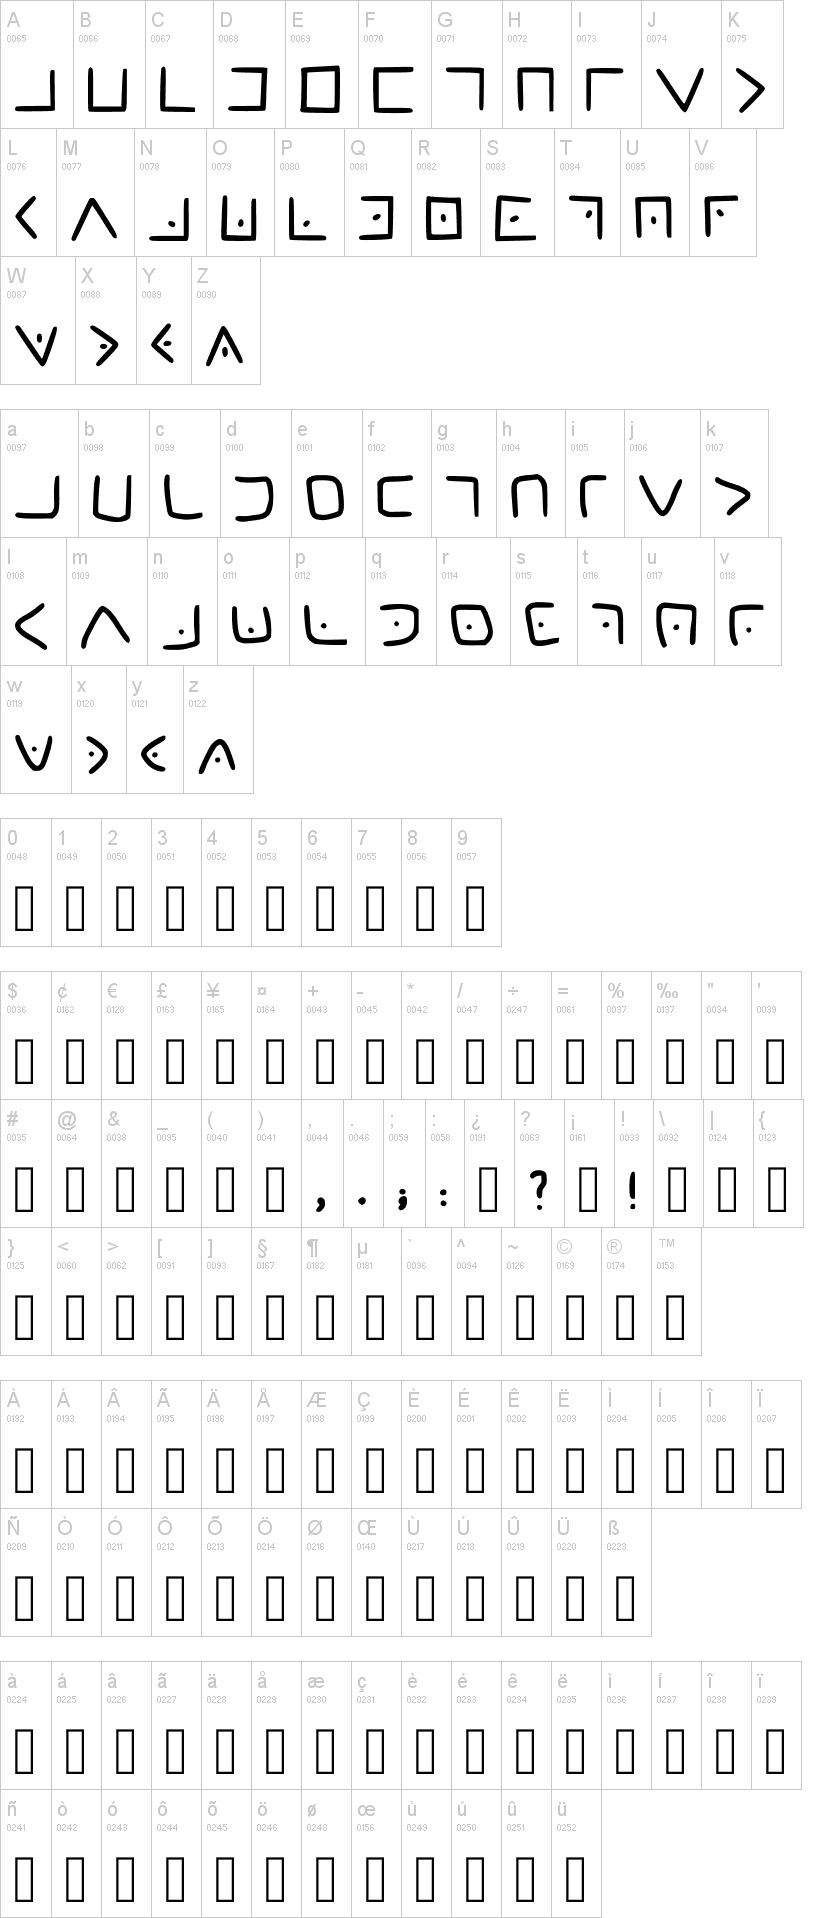 A B C D E F G H I J K
0065 0066 0067 0068 0069 0070 0071 0072 0073 0074 0075
L M N O P Q R S T U V
0076 0077 0078 0079 0080 0081 0082 0083 0084 0085 0086
W X Y Z
0087 0088 0089 0090
a b c d e f g h i j k
0097 0098 0099 0100 0101 0102 0103 0104 0105 0106 0107
l m n o p q r s t u v
0108 0109 0110 0111 0112 0113 0114 0115 0116 0117 0118
w x y z
0119 0120 0121 0122
0 1 2 3 4 5 6 7 8 9
0048 0049 0050 0051 0052 0053 0054 0055 0056 0057
$ ¢ € £ ¥ ¤ + - * / ÷ = % ‰ " '
0036 0162 0128 0163 0165 0164 0043 0045 0042 0047 0247 0061 0037 0137 0034 0039
# @ & _ ( ) , . ; : ¿ ? ¡ ! \ | {
0035 0064 0038 0095 0040 0041 0044 0046 0059 0058 0191 0063 0161 0033 0092 0124 0123
, . ; : ? !
} < > [ ] § ¶ µ ` ^ ~ © ® ™
0125 0060 0062 0091 0093 0167 0182 0181 0096 0094 0126 0169 0174 0153
À Á Â Ã Ä Å Æ Ç È É Ê Ë Ì Í Î Ï
0192 0193 0194 0195 0196 0197 0198 0199 0200 0201 0202 0203 0204 0205 0206 0207
Ñ Ò Ó Ô Õ Ö Ø Œ Ù Ú Û Ü ß
0209 0210 0211 0212 0213 0214 0216 0140 0217 0218 0219 0220 0223
à á â ã ä å æ ç è é ê ë ì í î ï
0224 0225 0226 0227 0228 0229 0230 0231 0232 0233 0234 0235 0236 0237 0238 0239
ñ ò ó ô õ ö ø œ ù ú û ü
0241 0242 0243 0244 0245 0246 0248 0156 0249 0250 0251 0252